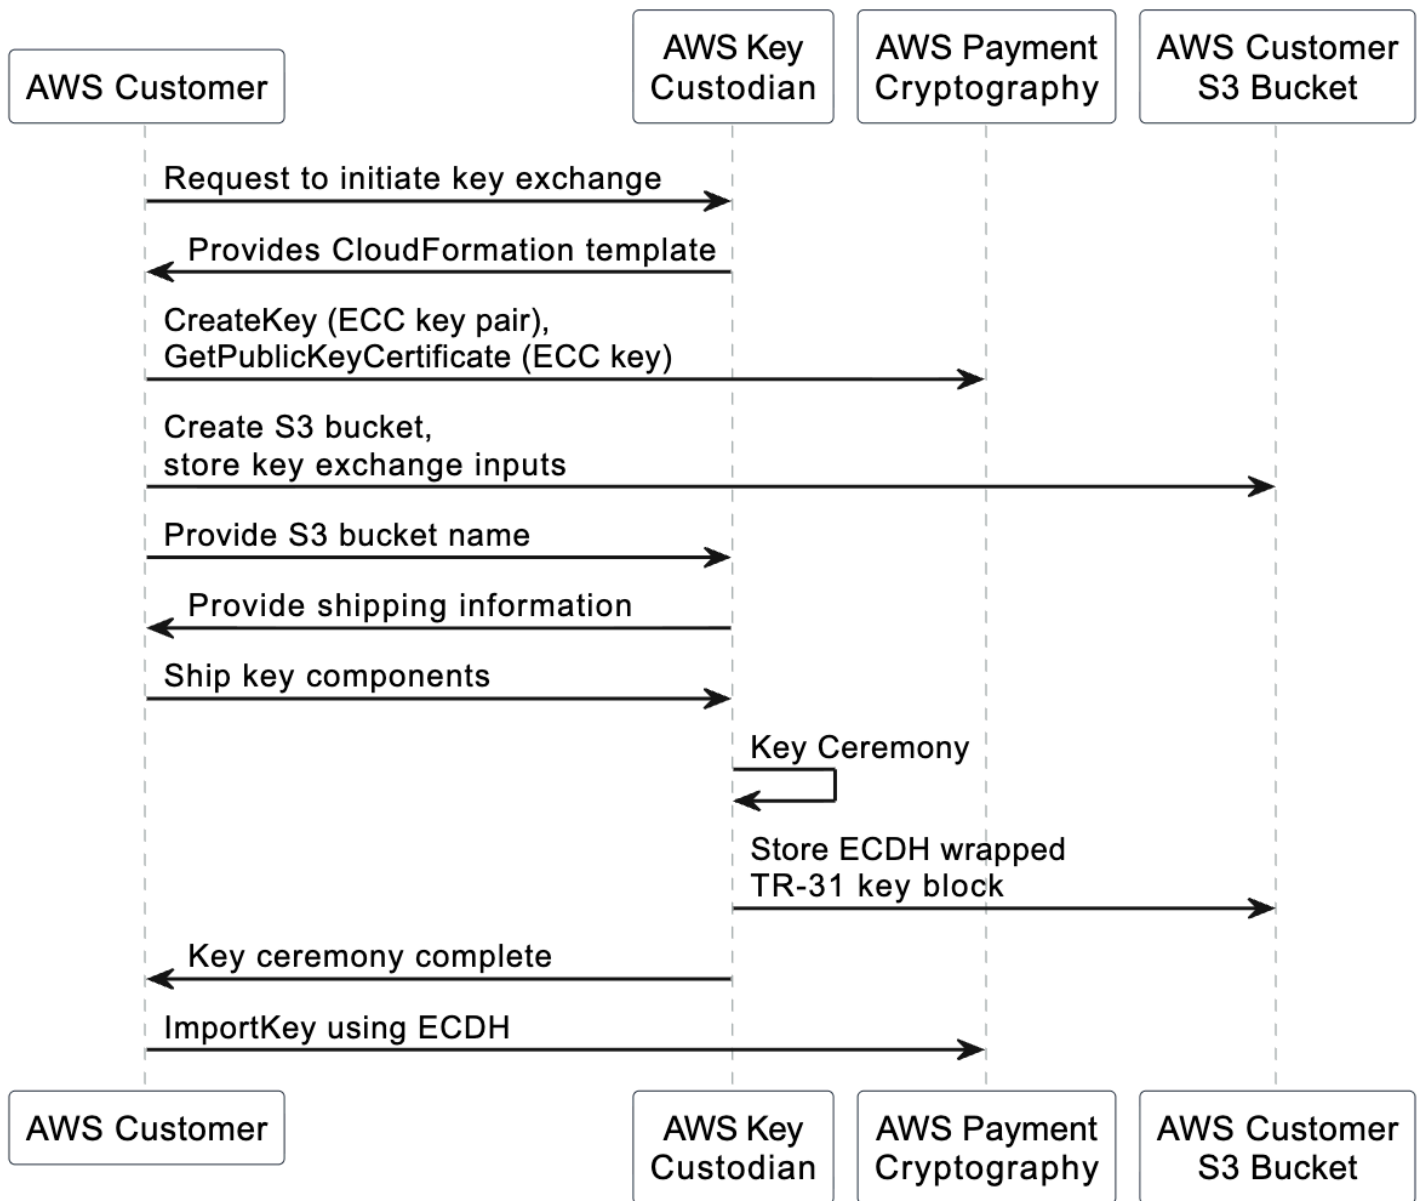 AWS Customer
AWS Key
Custodian
AWS Payment
Cryptography
AWS Customer
S3 Bucket
Request to initiate key exchange
Provides CloudFormation template
CreateKey (ECC key pair),
GetPublicKeyCertificate (ECC key)
Create S3 bucket,
store key exchange inputs
Provide S3 bucket name
Provide shipping information
Ship key components
Key Ceremony
Store ECDH wrapped
TR-31 key block
Key ceremony complete
ImportKey using ECDH
AWS Customer
AWS Key
Custodian
AWS Payment
Cryptography
AWS Customer
S3 Bucket